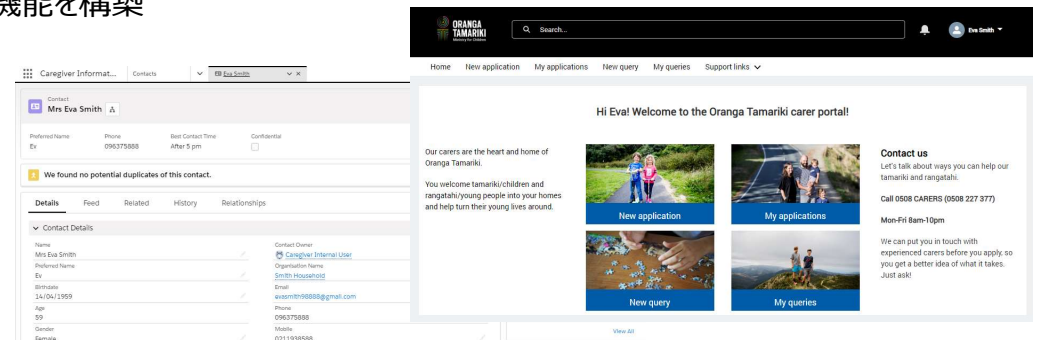 機能を構築
Caregiver Informat...
Contacts
Eva Smith
Contact
Mrs Eva Smith
Preferred Name
Phone
Best Contact Time
Confidential
Ev
096375888
After 5 pm
We found no potential duplicates of this contact.
Details
Feed
Related
History
Relationships
Contact Details
Name
Mrs Eva Smith
Contact Owner
Caregiver Internal User
Preferred Name
Ev
Organisation Name
Smith Household
Birthdate
14/04/1959
Email
evasmith98888@gmail.com
Age
59
Phone
096375888
Gender
Female
Mobile
0211938588
View All
ORANGA
TAMARIKI
Ministry for Children
Search...
Eva Smith
Home
New application
My applications
New query
My queries
Support links
Hi Eva! Welcome to the Oranga Tamariki carer portal!
Our carers are the heart and home of
Oranga Tamariki.
You welcome tamariki/children and
rangatahi/young people into your homes
and help turn their young lives around.
New application
My applications
New query
My queries
Contact us
Let's talk about ways you can help our
tamariki and rangatahi.
Call 0508 CARERS (0508 227 377)
Mon-Fri 8am-10pm
We can put you in touch with
experienced carers before you apply, so
you get a better idea of what it takes.
Just ask!